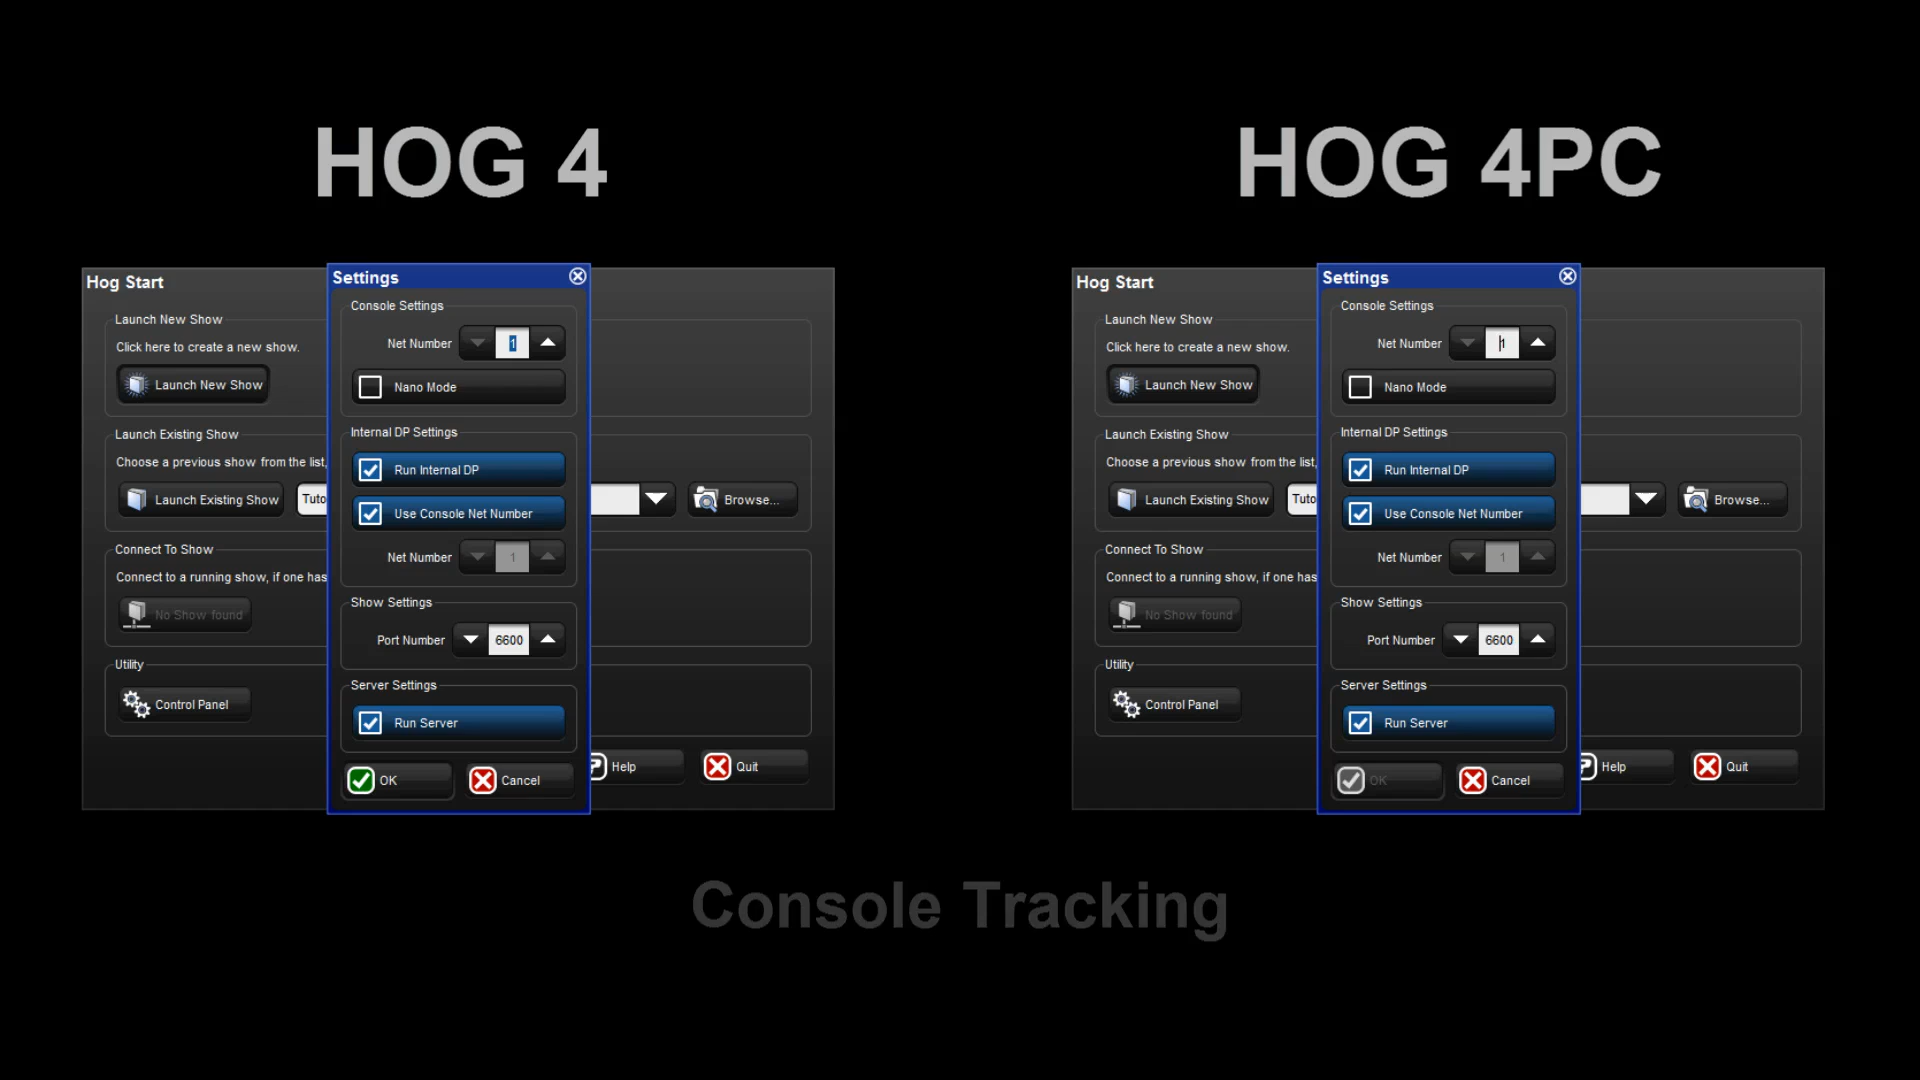 HOG 4
HOG 4PC
Hog Start
Settings
Console Settings
Launch New Show
Net Number 1
Click here to create a new show.
Launch New Show
Nano Mode
Launch Existing Show
Internal DP Settings
Choose a previous show from the list,
Run Internal DP
Launch Existing Show
Tuto
Browse...
Use Console Net Number
Connect To Show
Net Number 1
Connect to a running show, if one has
Show Settings
No Show found
Port Number 6600
Utility
Server Settings
Control Panel
Run Server
Help
Quit
OK
Cancel
Hog Start
Settings
Console Settings
Launch New Show
Net Number 1
Click here to create a new show.
Launch New Show
Nano Mode
Launch Existing Show
Internal DP Settings
Choose a previous show from the list,
Run Internal DP
Launch Existing Show
Tuto
Browse...
Use Console Net Number
Connect To Show
Net Number 1
Connect to a running show, if one has
Show Settings
No Show found
Port Number 6600
Utility
Server Settings
Control Panel
Run Server
Help
Quit
OK
Cancel
Console Tracking